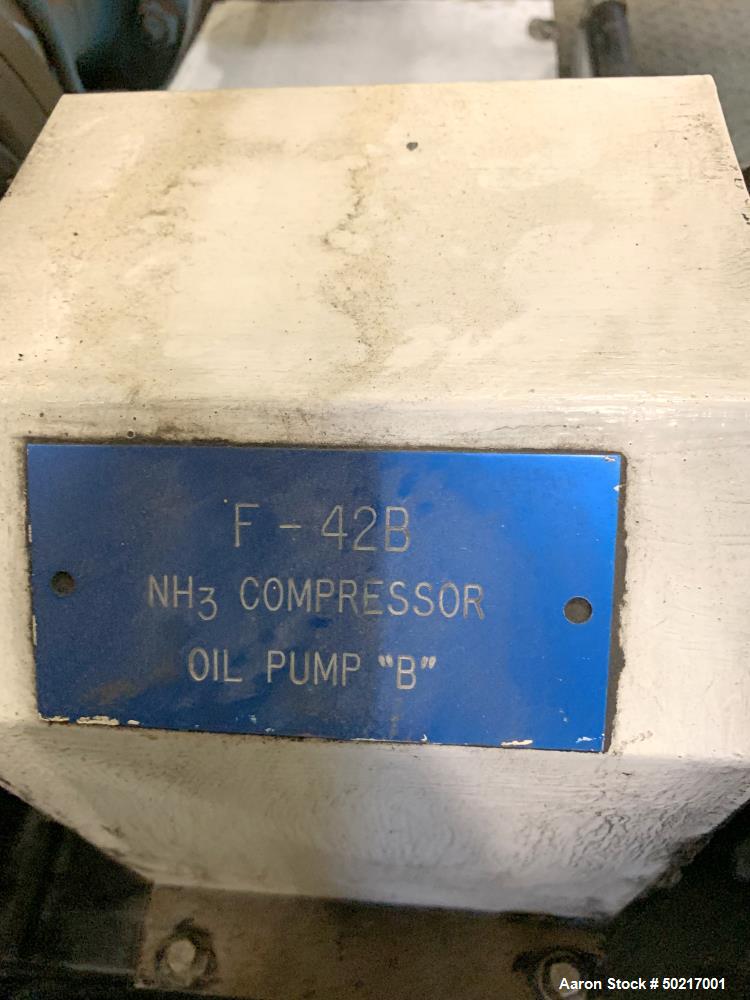 F - 42B
NH3 COMPRESSOR
OIL PUMP "B"
Aaron Stock # 50217001